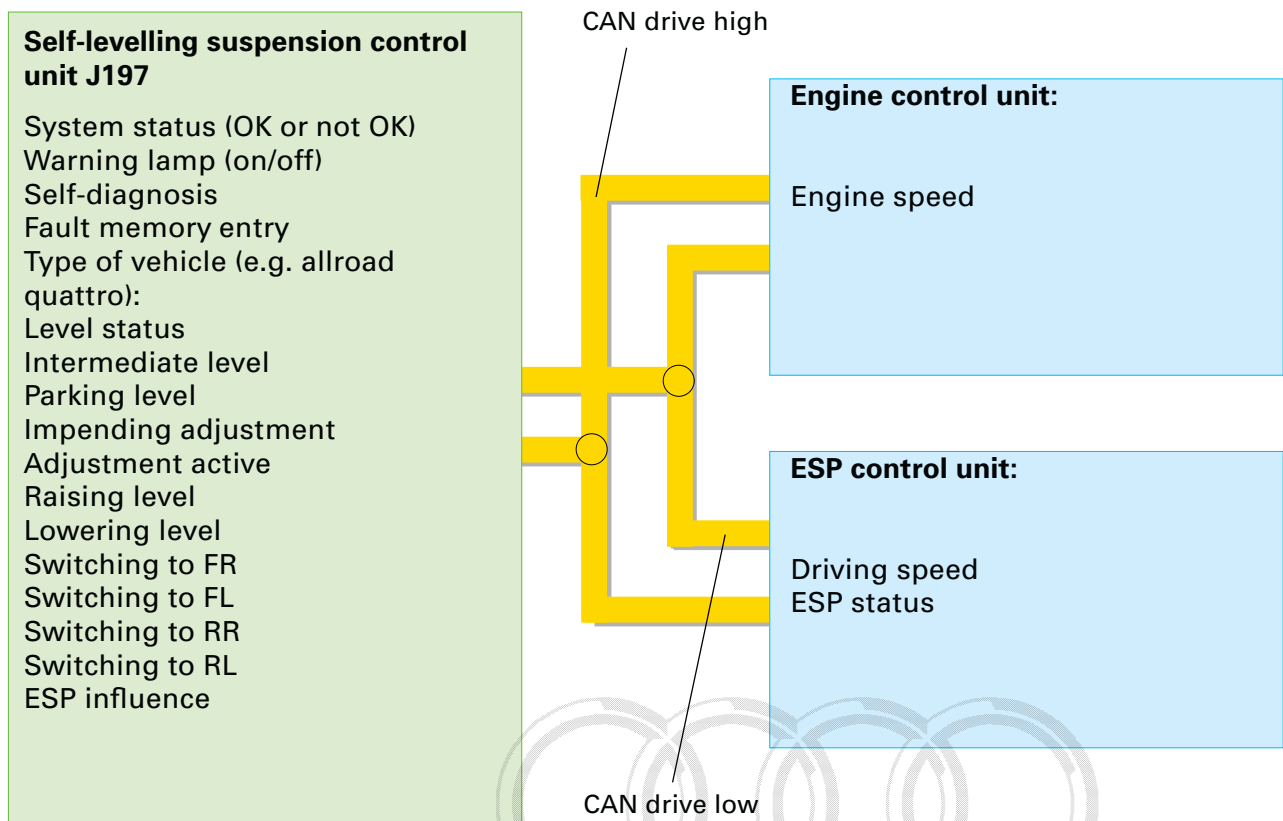 CAN drive high
Self-levelling suspension control
unit J197
System status (OK or not OK)
Warning lamp (on/off)
Self-diagnosis
Fault memory entry
Type of vehicle (e.g. allroad
quattro):
Level status
Intermediate level
Parking level
Impending adjustment
Adjustment active
Raising level
Lowering level
Switching to FR
Switching to FL
Switching to RR
Switching to RL
ESP influence
Engine control unit:
Engine speed
ESP control unit:
Driving speed
ESP status
CAN drive low